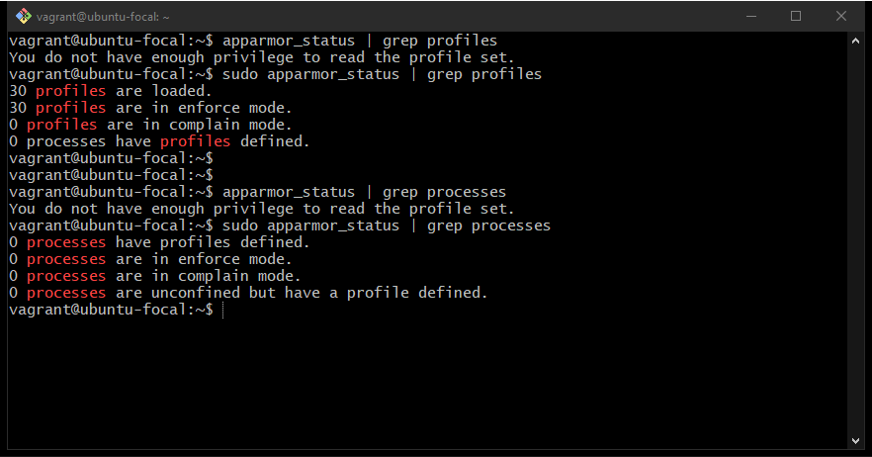 vagrant@ubuntu-focal: ~
vagrant@ubuntu-focal:~$ apparmor_status | grep profiles
You do not have enough privilege to read the profile set.
vagrant@ubuntu-focal:~$ sudo apparmor_status | grep profiles
30 profiles are loaded.
30 profiles are in enforce mode.
0 profiles are in complain mode.
0 processes have profiles defined.
vagrant@ubuntu-focal:~$
vagrant@ubuntu-focal:~$
vagrant@ubuntu-focal:~$ apparmor_status | grep processes
You do not have enough privilege to read the profile set.
vagrant@ubuntu-focal:~$ sudo apparmor_status | grep processes
0 processes have profiles defined.
0 processes are in enforce mode.
0 processes are in complain mode.
0 processes are unconfined but have a profile defined.
vagrant@ubuntu-focal:~$